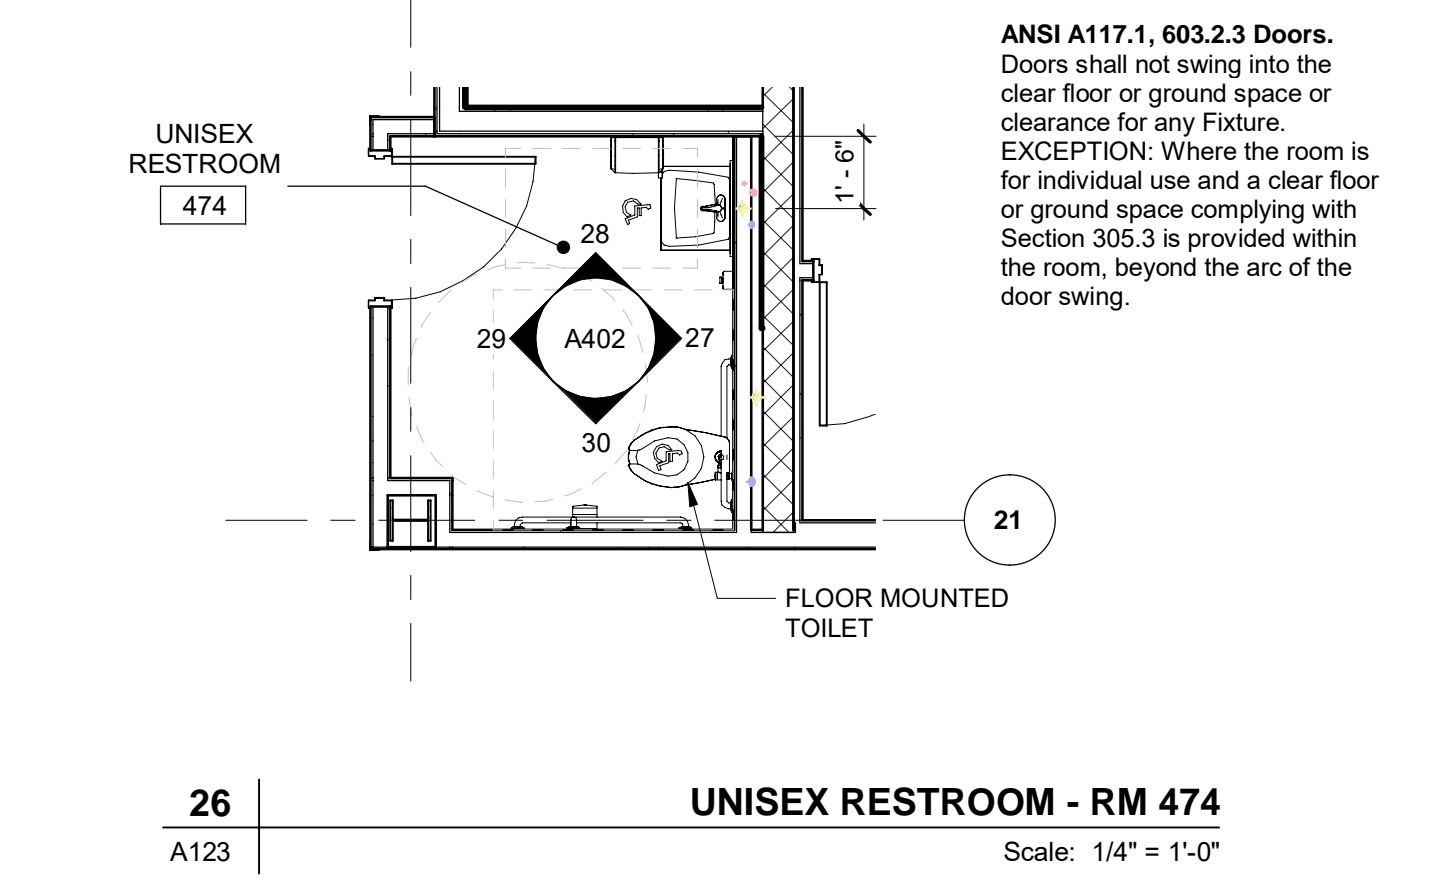 ANSI A117.1, 603.2.3 Doors.
Doors shall not swing into the
clear floor or ground space or
clearance for any Fixture.
EXCEPTION: Where the room is
for individual use and a clear floor
or ground space complying with
Section 305.3 is provided within
the room, beyond the arc of the
door swing.
UNISEX
RESTROOM
474
1' - 6"
28
29
A402
27
30
21
FLOOR MOUNTED
TOILET
26
UNISEX RESTROOM - RM 474
A123
Scale: 1/4" = 1'-0"